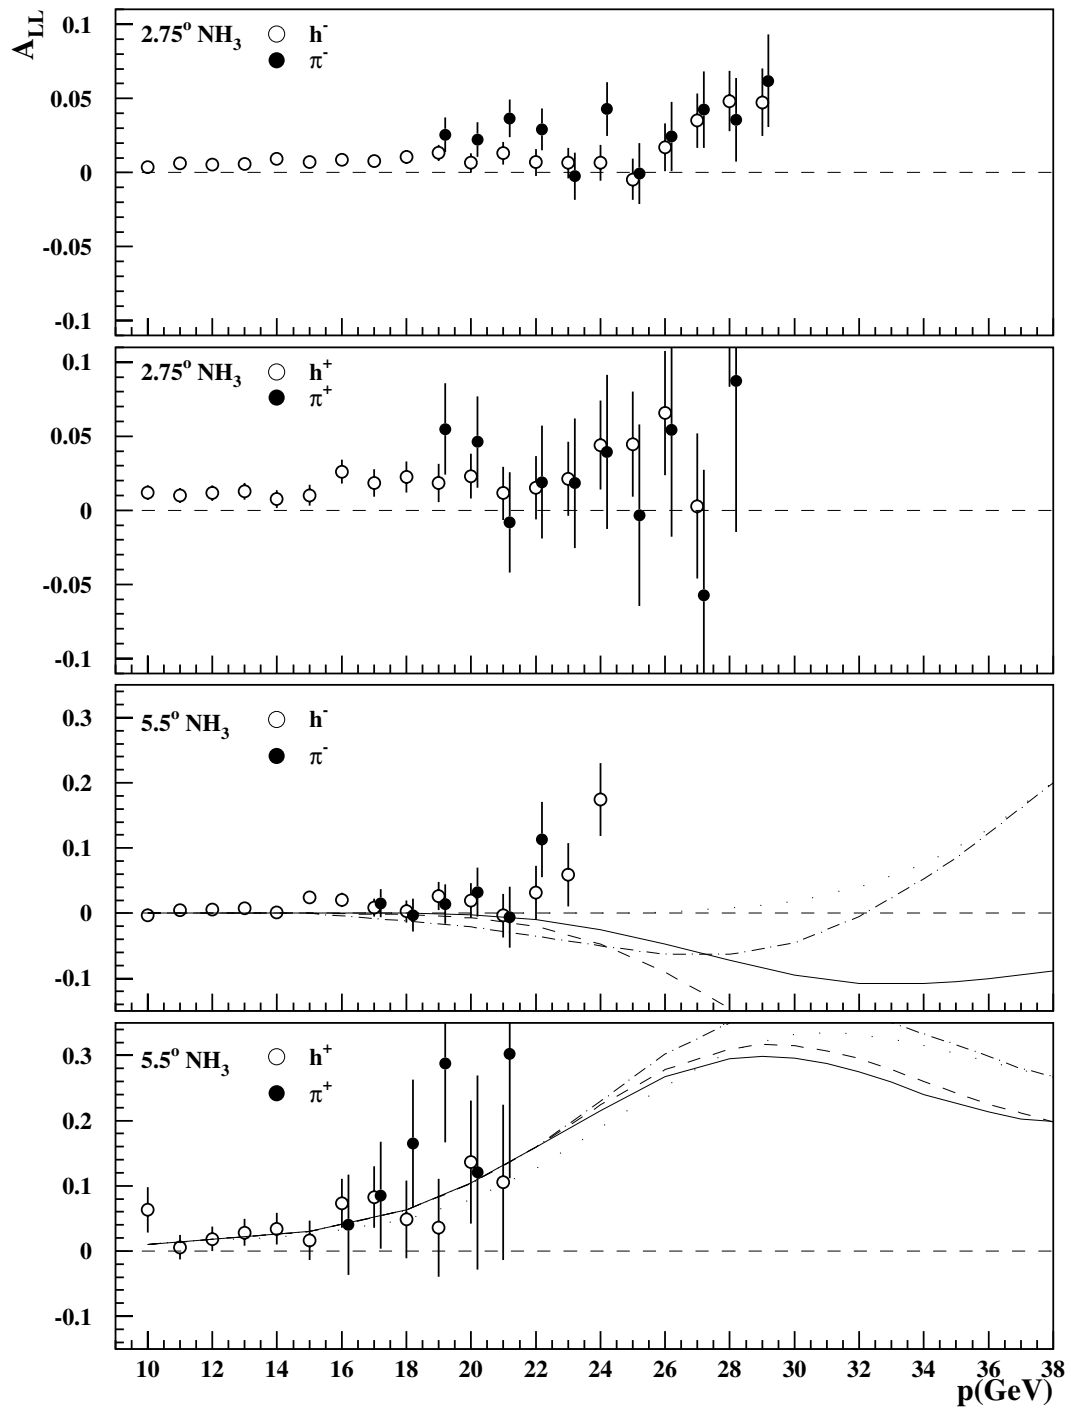 A_LL
0.1
0.05
0
-0.05
-0.1
2.75° NH₃
h⁻
π⁻
0.1
0.05
0
-0.05
-0.1
2.75° NH₃
h⁺
π⁺
0.3
0.2
0.1
0
-0.1
5.5° NH₃
h⁻
π⁻
0.3
0.2
0.1
0
-0.1
5.5° NH₃
h⁺
π⁺
10 12 14 16 18 20 22 24 26 28 30 32 34 36 38
p(GeV)